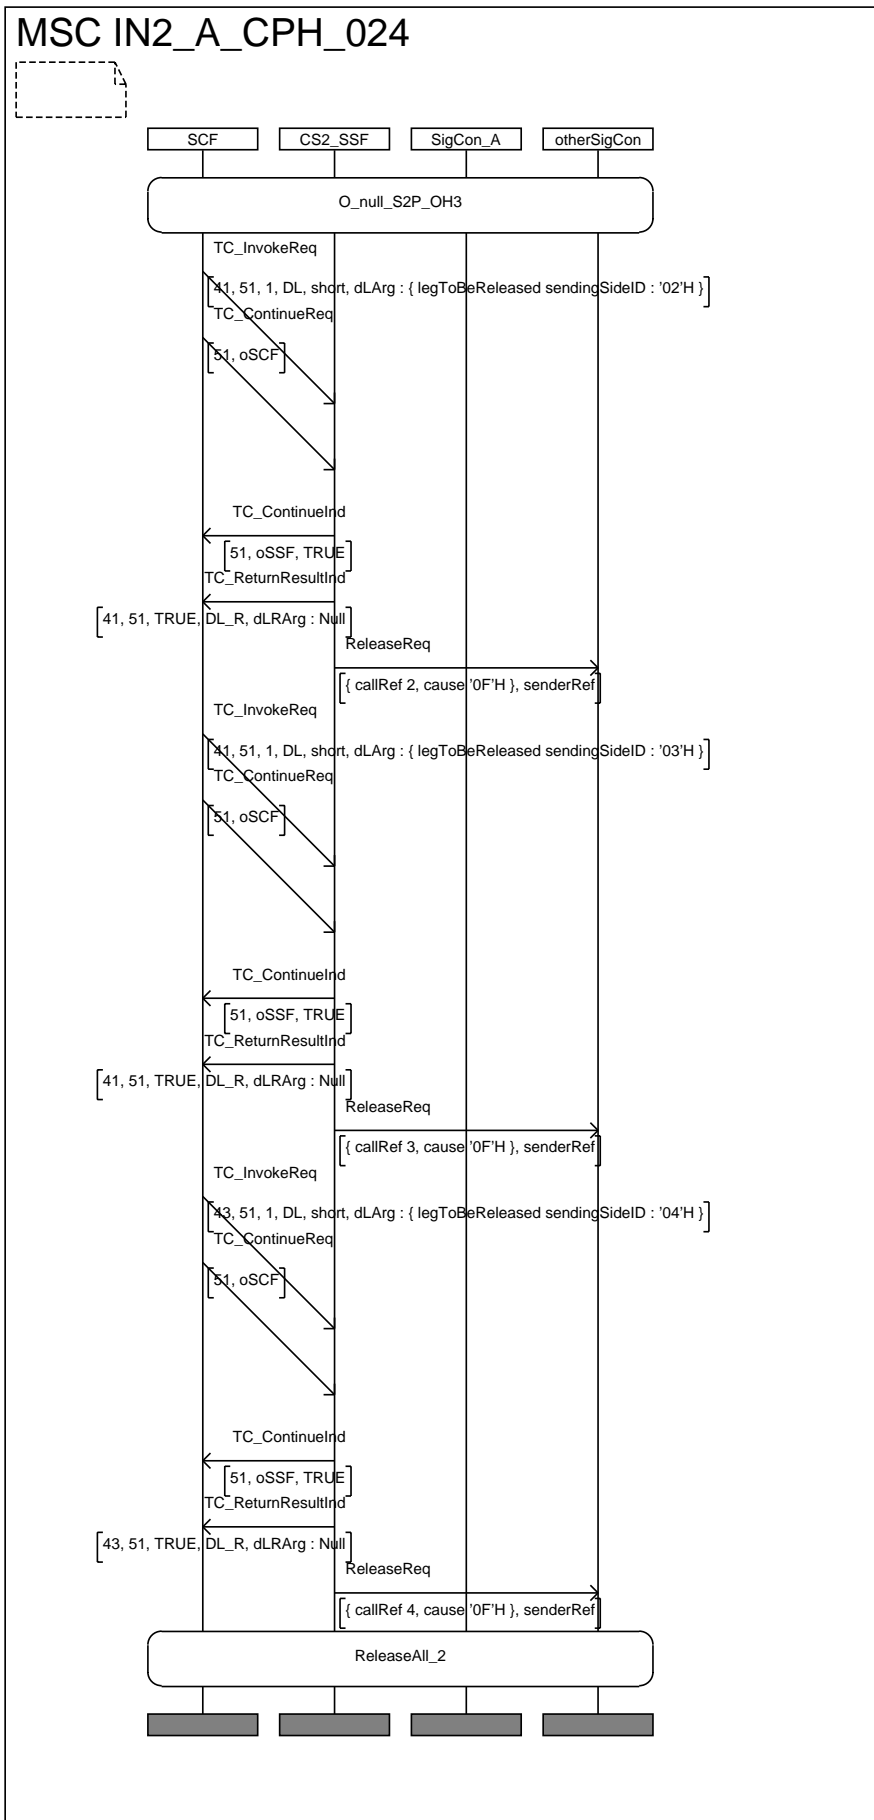 MSC IN2_A_CPH_024
SCF CS2_SSF SigCon_A otherSigCon
O_null_S2P_OH3
TC_InvokeReq
41, 51, 1, DL, short, dLArg : { legToBeReleased sendingSideID : '02'H }
TC_ContinueReq
51, oSCF
TC_ContinueInd
51, oSSF, TRUE
TC_ReturnResultInd
41, 51, TRUE, DL_R, dLRArg : Null
ReleaseReq
{ callRef 2, cause '0F'H }, senderRef
TC_InvokeReq
41, 51, 1, DL, short, dLArg : { legToBeReleased sendingSideID : '03'H }
TC_ContinueReq
51, oSCF
TC_ContinueInd
51, oSSF, TRUE
TC_ReturnResultInd
41, 51, TRUE, DL_R, dLRArg : Null
ReleaseReq
{ callRef 3, cause '0F'H }, senderRef
TC_InvokeReq
43, 51, 1, DL, short, dLArg : { legToBeReleased sendingSideID : '04'H }
TC_ContinueReq
51, oSCF
TC_ContinueInd
51, oSSF, TRUE
TC_ReturnResultInd
43, 51, TRUE, DL_R, dLRArg : Null
ReleaseReq
{ callRef 4, cause '0F'H }, senderRef
ReleaseAll_2